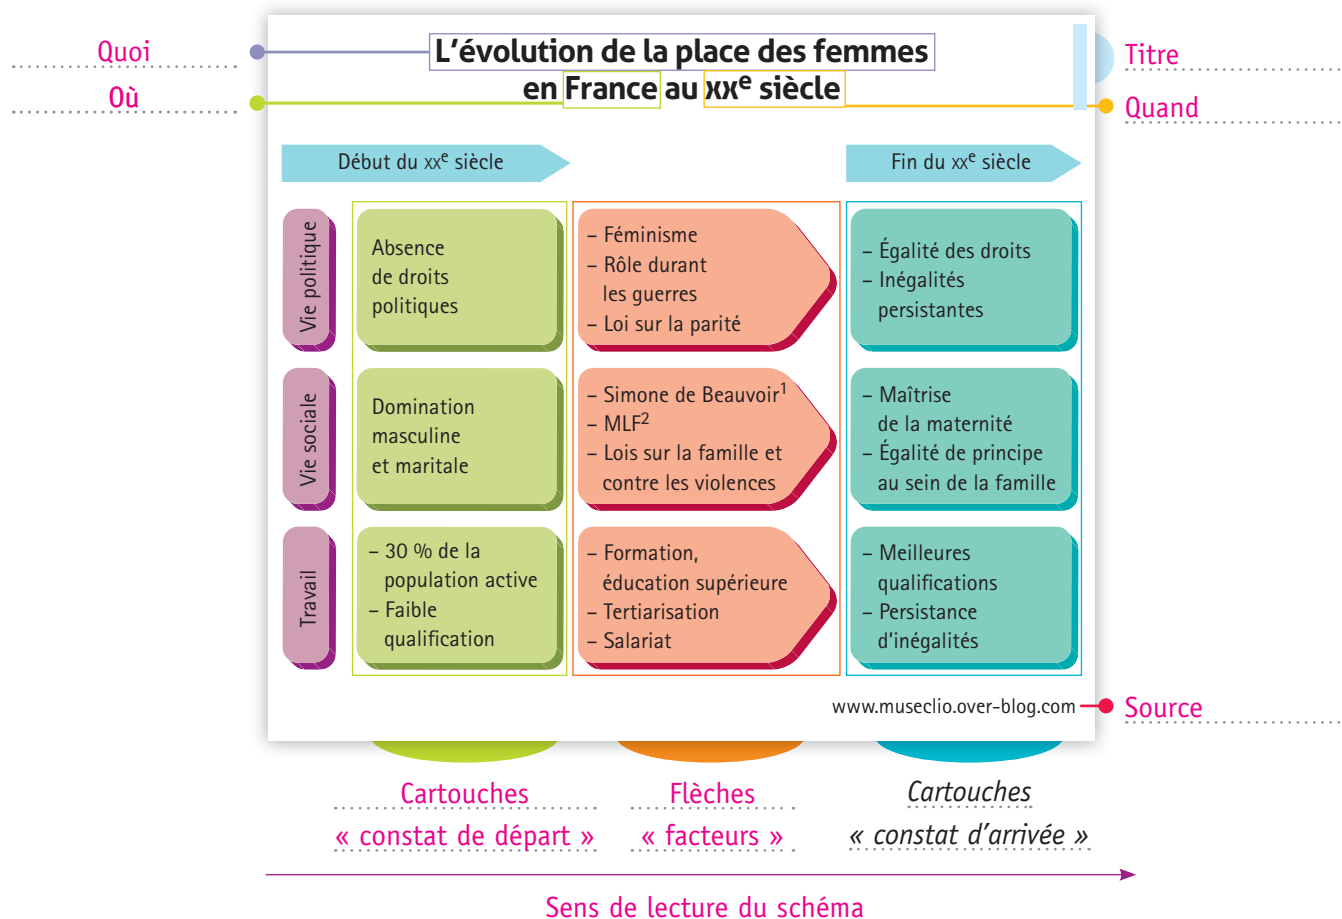 Quoi
Où
L'évolution de la place des femmes
en France au XXe siècle
Titre
Quand
Début du XXe siècle
Fin du XXe siècle
Vie politique
Absence
de droits
politiques
– Féminisme
– Rôle durant
les guerres
– Loi sur la parité
– Égalité des droits
– Inégalités
persistantes
Vie sociale
Domination
masculine
et maritale
– Simone de Beauvoir1
– MLF2
– Lois sur la famille et
contre les violences
– Maîtrise
de la maternité
– Égalité de principe
au sein de la famille
Travail
– 30 % de la
population active
– Faible
qualification
– Formation,
éducation supérieure
– Tertiarisation
– Salariat
– Meilleures
qualifications
– Persistance
d'inégalités
www.museclio.over-blog.com
Source
Cartouches
« constat de départ »
Flèches
« facteurs »
Cartouches
« constat d'arrivée »
Sens de lecture du schéma